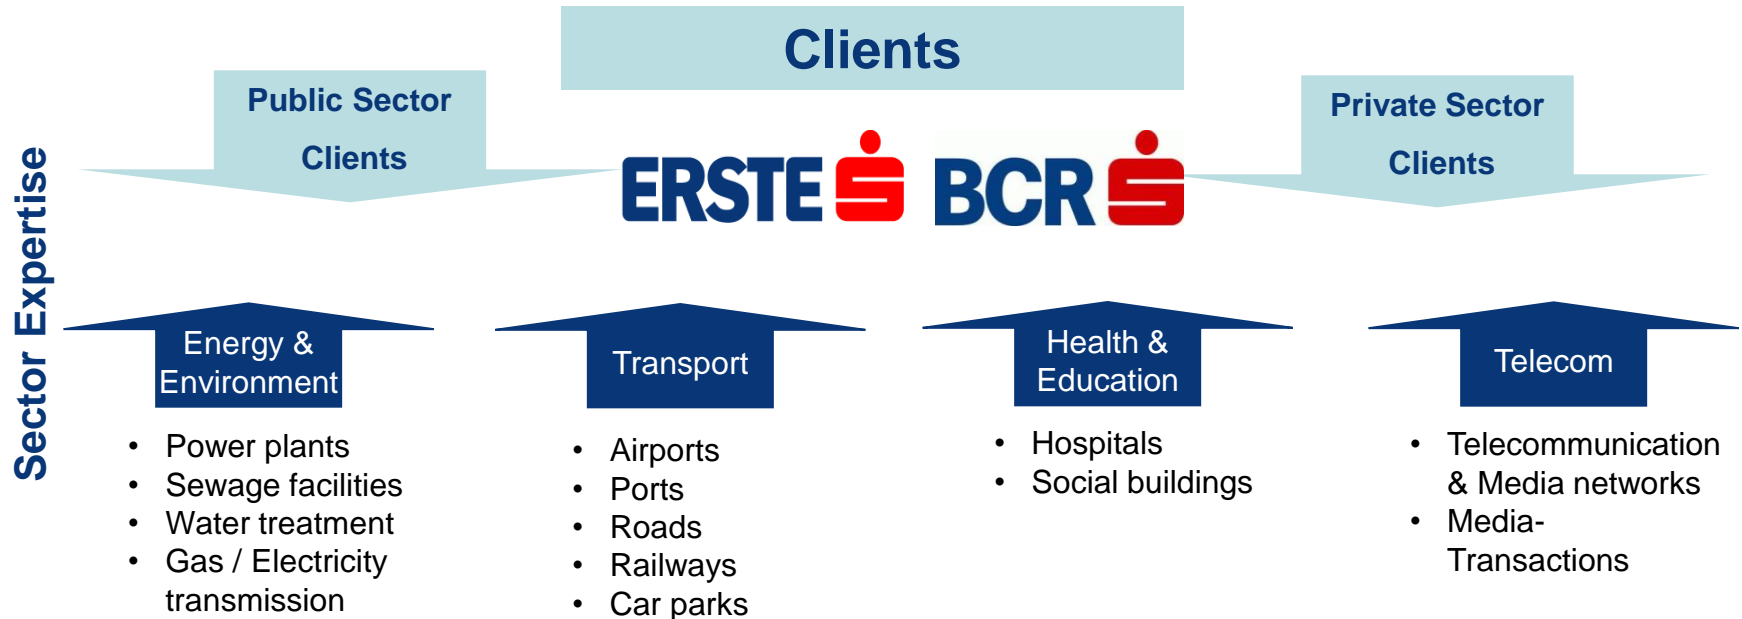 Clients
Public Sector
Clients
Private Sector
Clients
ERSTE
BCR
Sector Expertise
Energy &
Environment
• Power plants
• Sewage facilities
• Water treatment
• Gas / Electricity
transmission
Transport
• Airports
• Ports
• Roads
• Railways
• Car parks
Health &
Education
• Hospitals
• Social buildings
Telecom
• Telecommunication
& Media networks
• Media-
Transactions